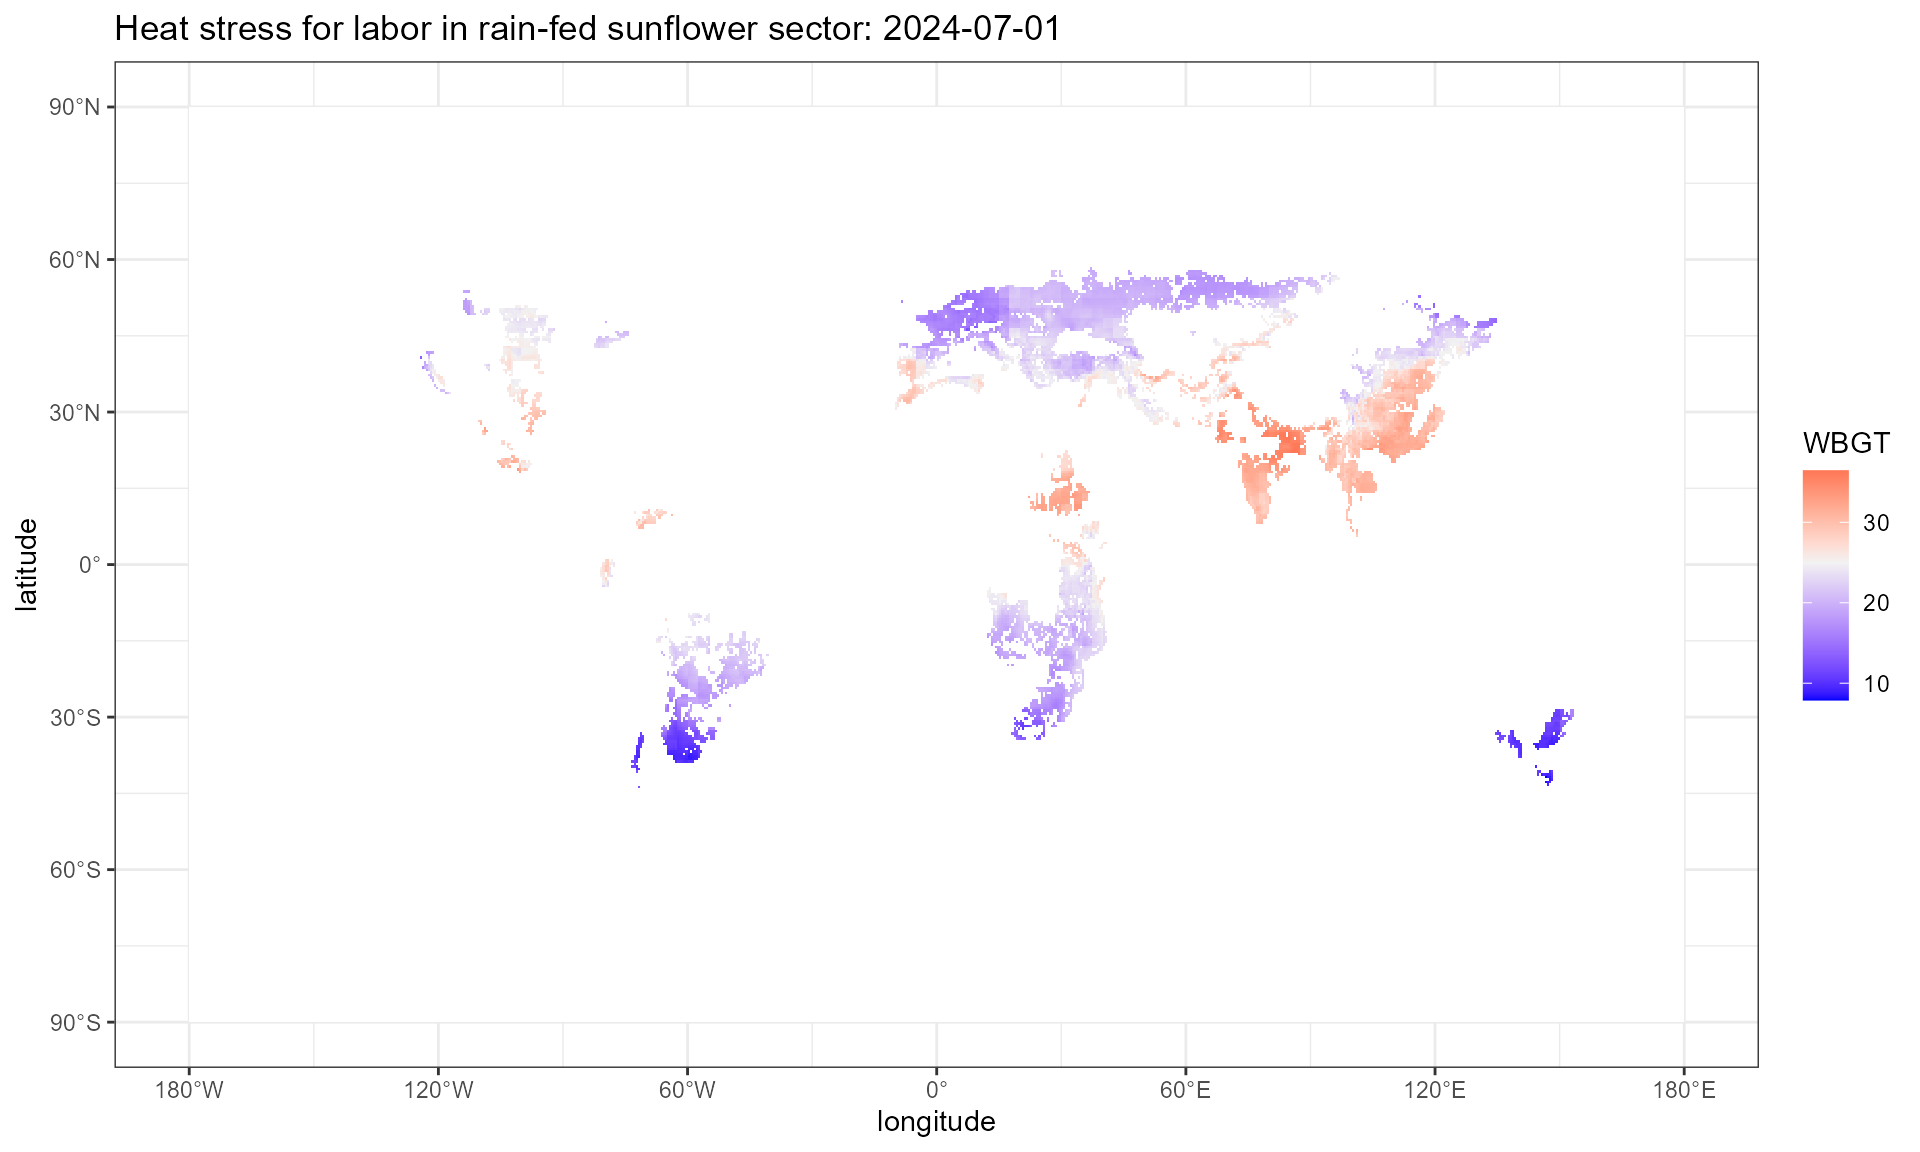 Heat stress for labor in rain-fed sunflower sector: 2024-07-01
90°N
60°N
30°N
0°
30°S
60°S
90°S
latitude
180°W
120°W
60°W
0°
60°E
120°E
180°E
longitude
WBGT
30
20
10